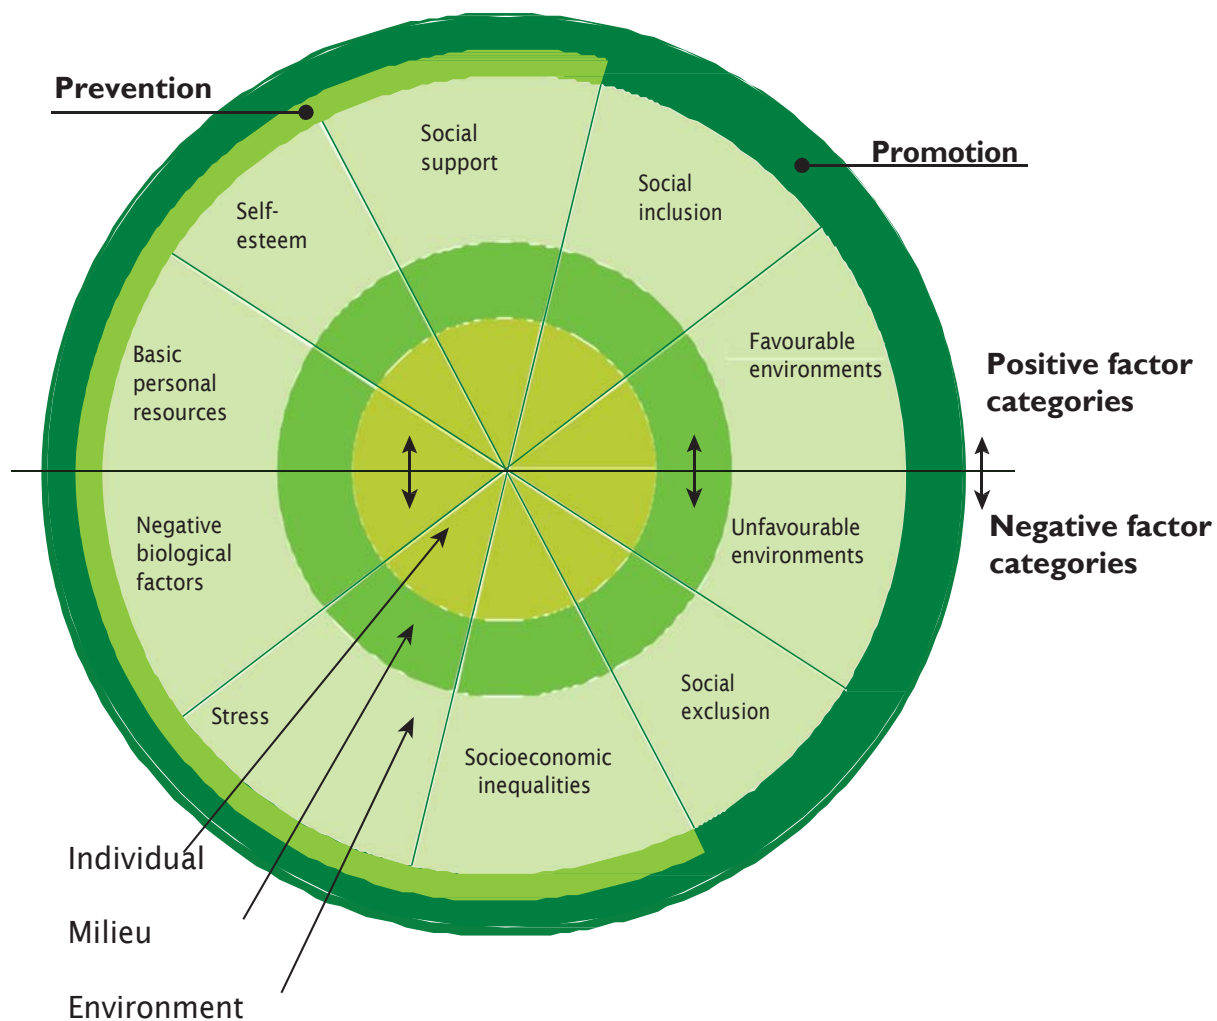 Prevention
Social
support
Promotion
Social
inclusion
Self-
esteem
Basic
personal
resources
Favourable
environments
Positive factor
categories
Negative
biological
factors
Unfavourable
environments
Negative factor
categories
Stress
Social
exclusion
Socioeconomic
inequalities
Individual
Milieu
Environment